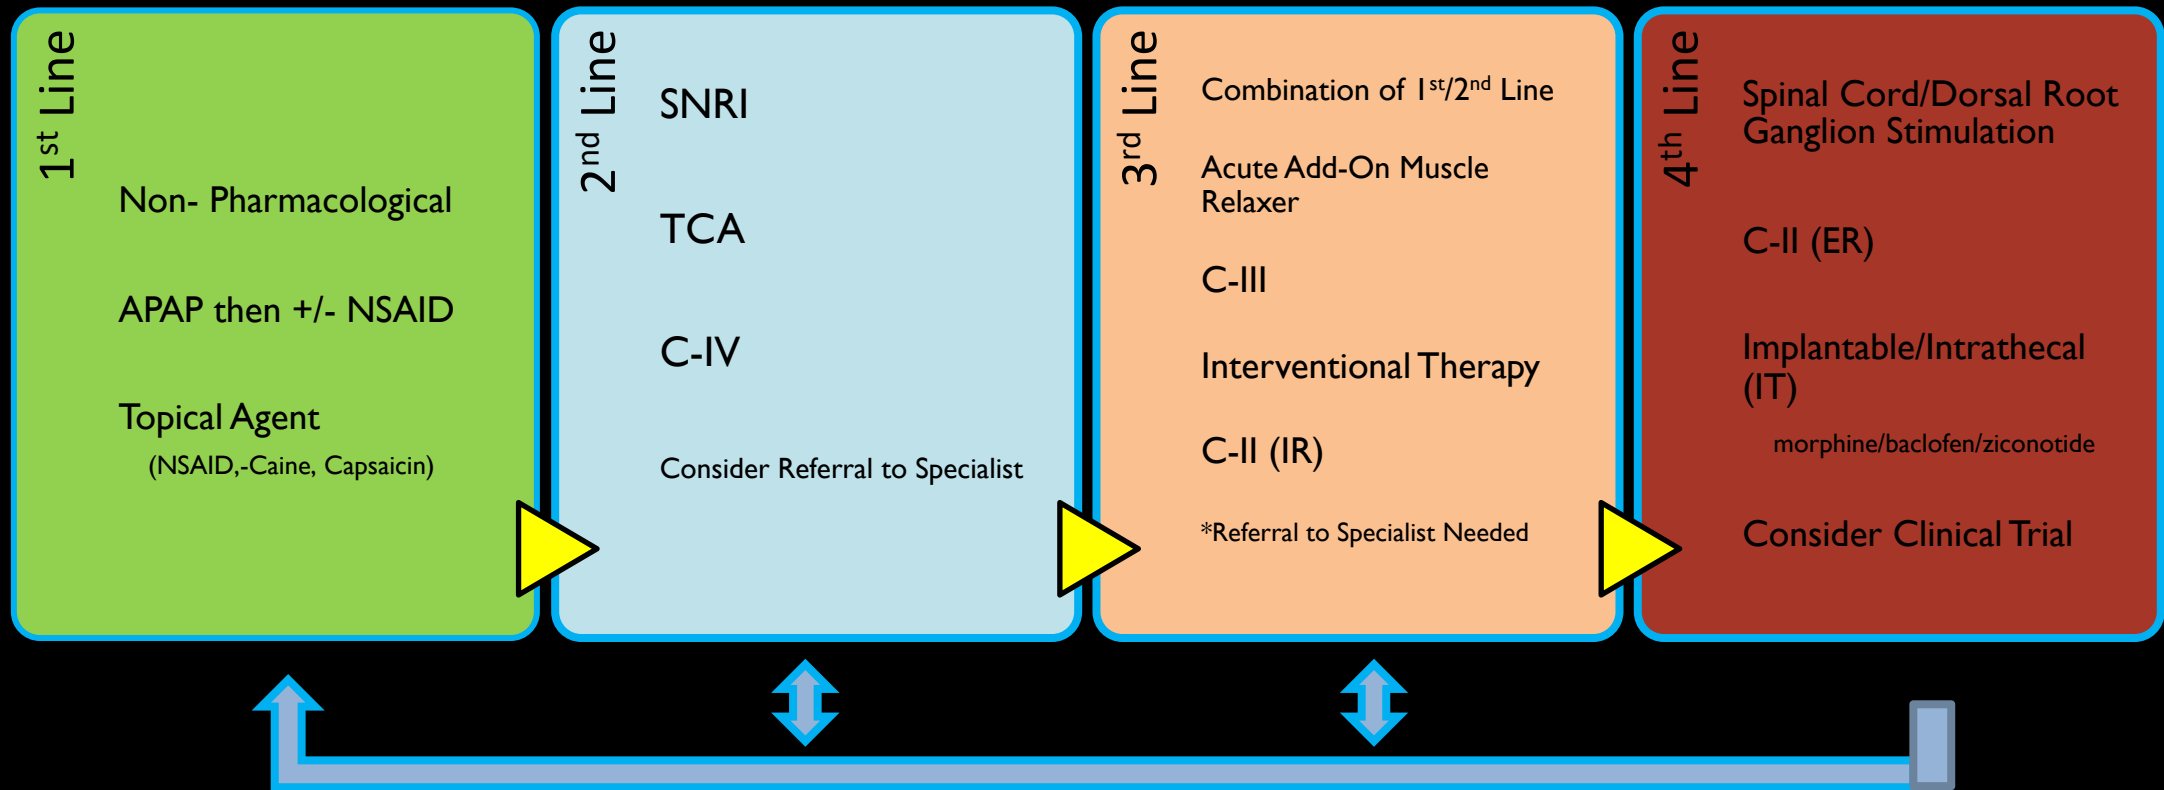 1st Line
Non- Pharmacological
APAP then +/- NSAID
Topical Agent
(NSAID,-Caine, Capsaicin)
2nd Line
SNRI
TCA
C-IV
Consider Referral to Specialist
3rd Line
Combination of 1st/2nd Line
Acute Add-On Muscle
Relaxer
C-III
Interventional Therapy
C-II (IR)
*Referral to Specialist Needed
4th Line
Spinal Cord/Dorsal Root
Ganglion Stimulation
C-II (ER)
Implantable/Intrathecal
(IT)
morphine/baclofen/ziconotide
Consider Clinical Trial